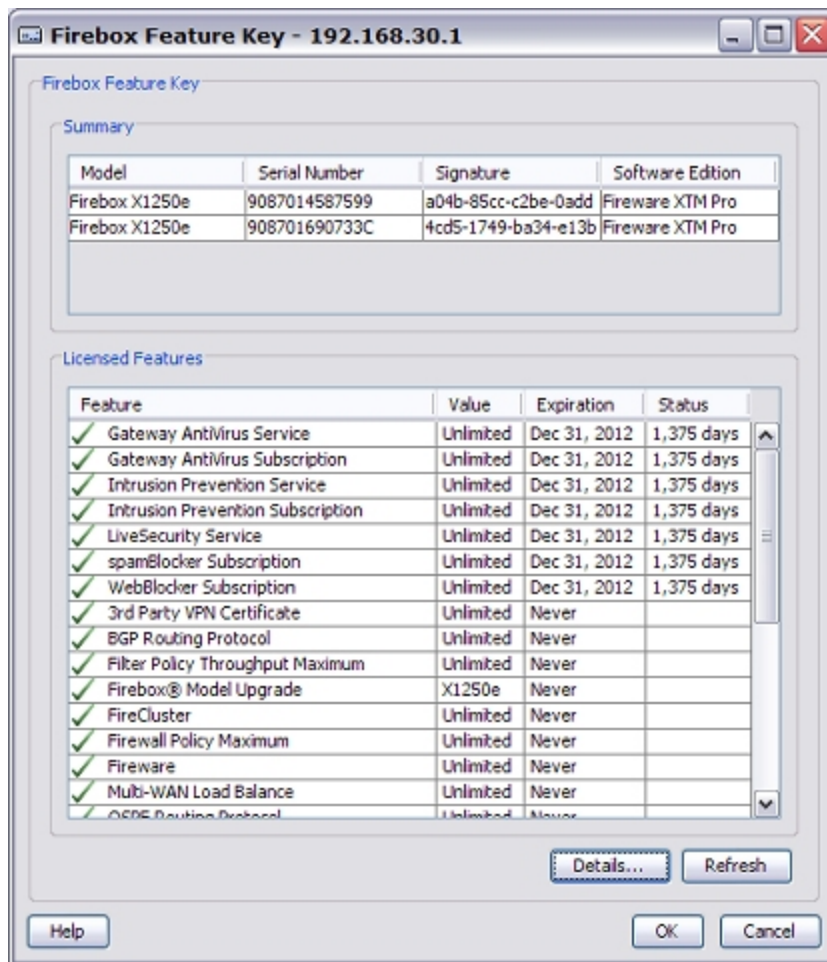 Firebox Feature Key - 192.168.30.1
Firebox Feature Key
Summary
Model Serial Number Signature Software Edition
Firebox X1250e 9087014587599 a04b-85cc-c2be-0add Fireware XTM Pro
Firebox X1250e 908701690733C 4cd5-1749-ba34-e13b Fireware XTM Pro
Licensed Features
Feature Value Expiration Status
Gateway AntiVirus Service Unlimited Dec 31, 2012 1,375 days
Gateway AntiVirus Subscription Unlimited Dec 31, 2012 1,375 days
Intrusion Prevention Service Unlimited Dec 31, 2012 1,375 days
Intrusion Prevention Subscription Unlimited Dec 31, 2012 1,375 days
LiveSecurity Service Unlimited Dec 31, 2012 1,375 days
spamBlocker Subscription Unlimited Dec 31, 2012 1,375 days
WebBlocker Subscription Unlimited Dec 31, 2012 1,375 days
3rd Party VPN Certificate Unlimited Never
BGP Routing Protocol Unlimited Never
Filter Policy Throughput Maximum Unlimited Never
Firebox® Model Upgrade X1250e Never
FireCluster Unlimited Never
Firewall Policy Maximum Unlimited Never
Fireware Unlimited Never
Multi-WAN Load Balance Unlimited Never
OSPF Routing Protocol Unlimited Never
Details... Refresh
Help OK Cancel